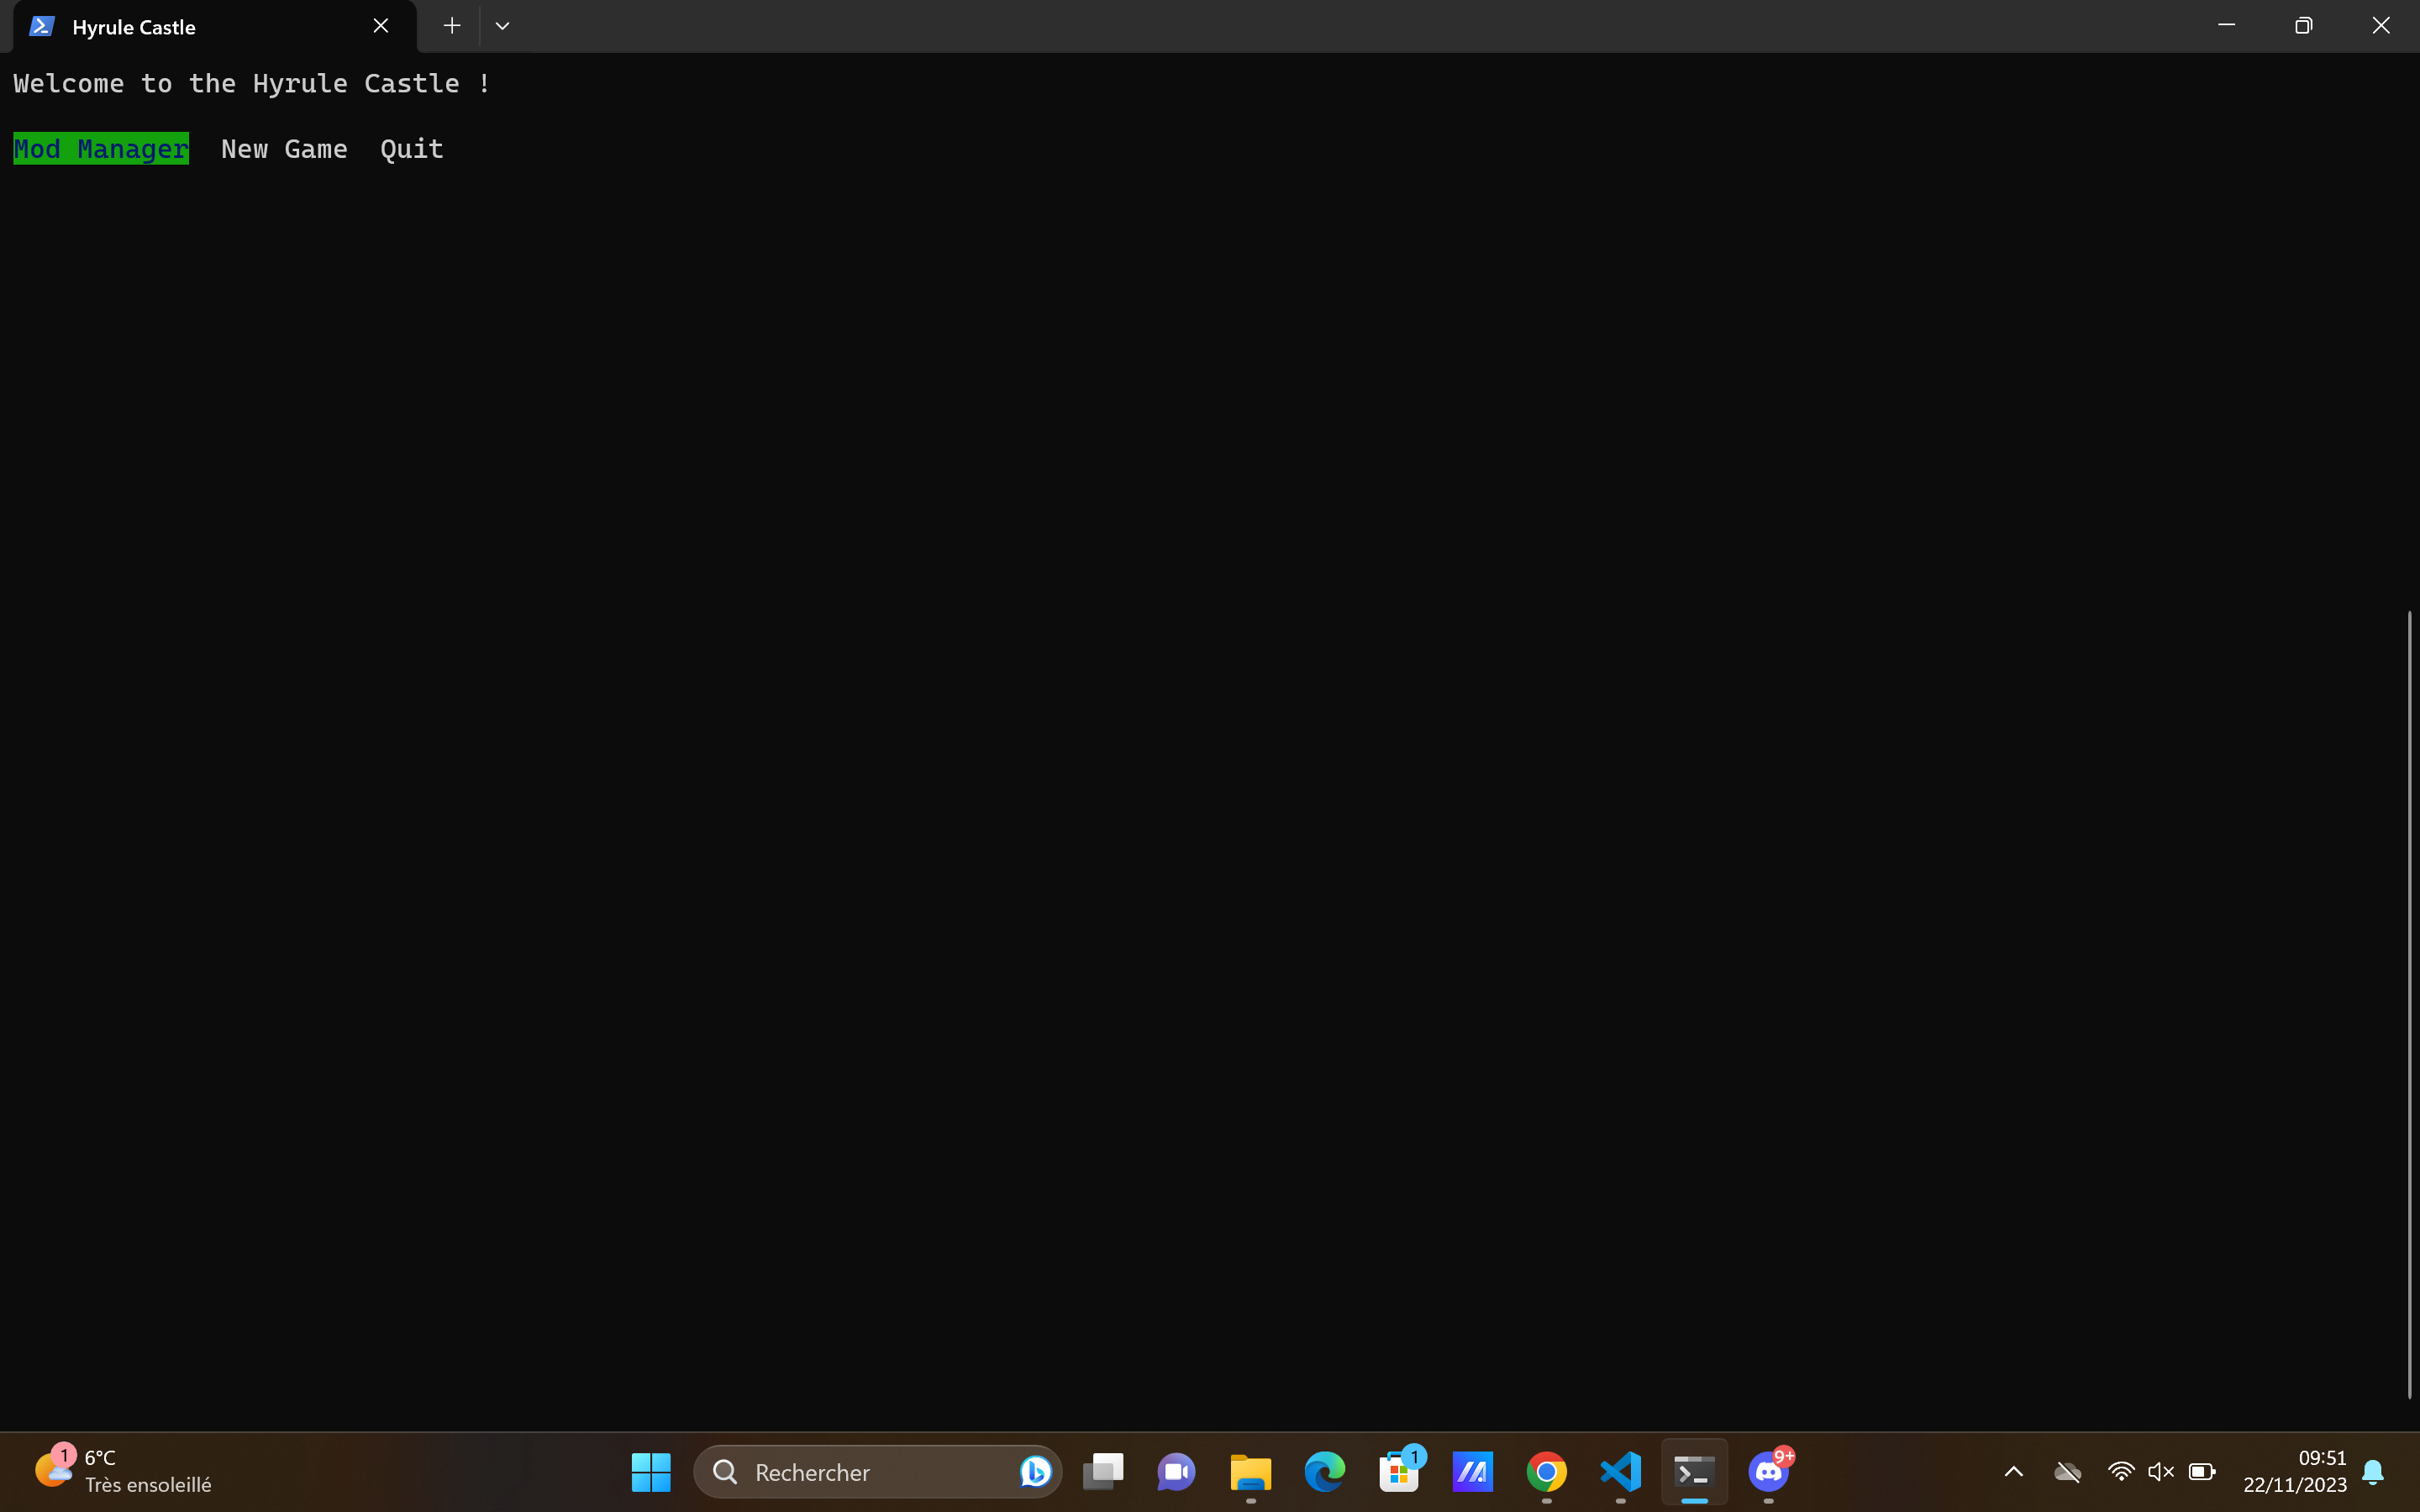 Hyrule Castle
Welcome to the Hyrule Castle !
Mod Manager  New Game  Quit
1
6°C
Très ensoleillé
Rechercher
1
9+
09:51
22/11/2023